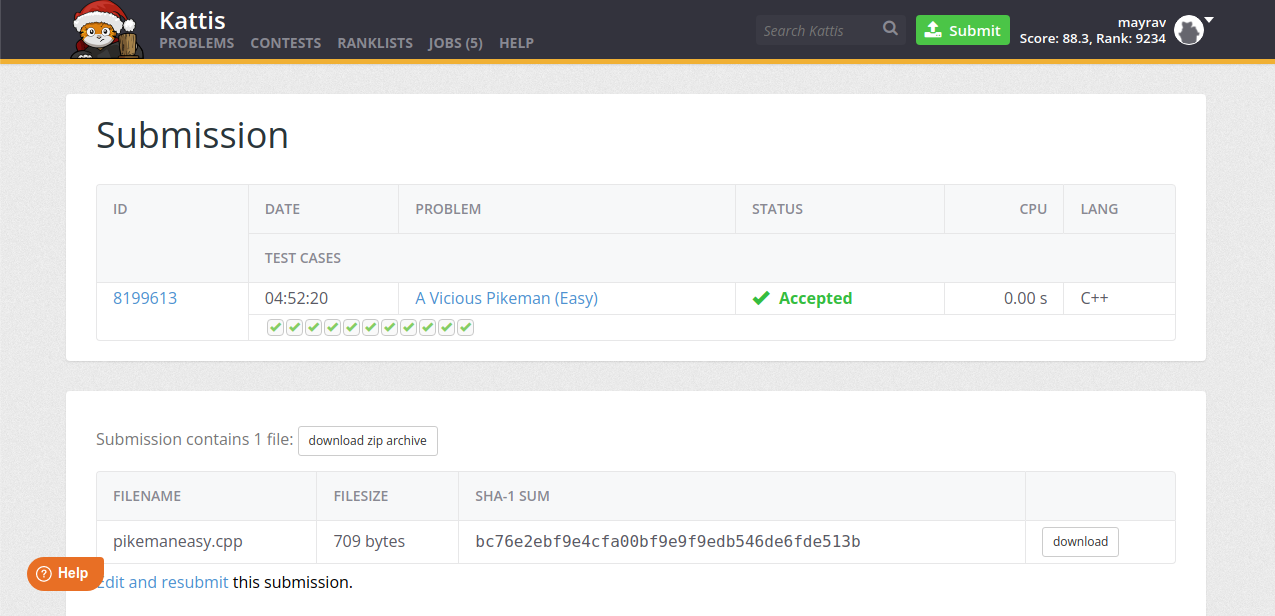 Kattis
PROBLEMS CONTESTS RANKLISTS JOBS (5) HELP
Search Kattis
Submit
mayrav
Score: 88.3, Rank: 9234
Submission
ID DATE PROBLEM STATUS CPU LANG
TEST CASES
8199613 04:52:20 A Vicious Pikeman (Easy) Accepted 0.00 s C++
Submission contains 1 file: download zip archive
FILENAME FILESIZE SHA-1 SUM
pikemaneasy.cpp 709 bytes bc76e2ebf9e4cfa00bf9e9f9edb546de6fde513b download
Help
Edit and resubmit this submission.